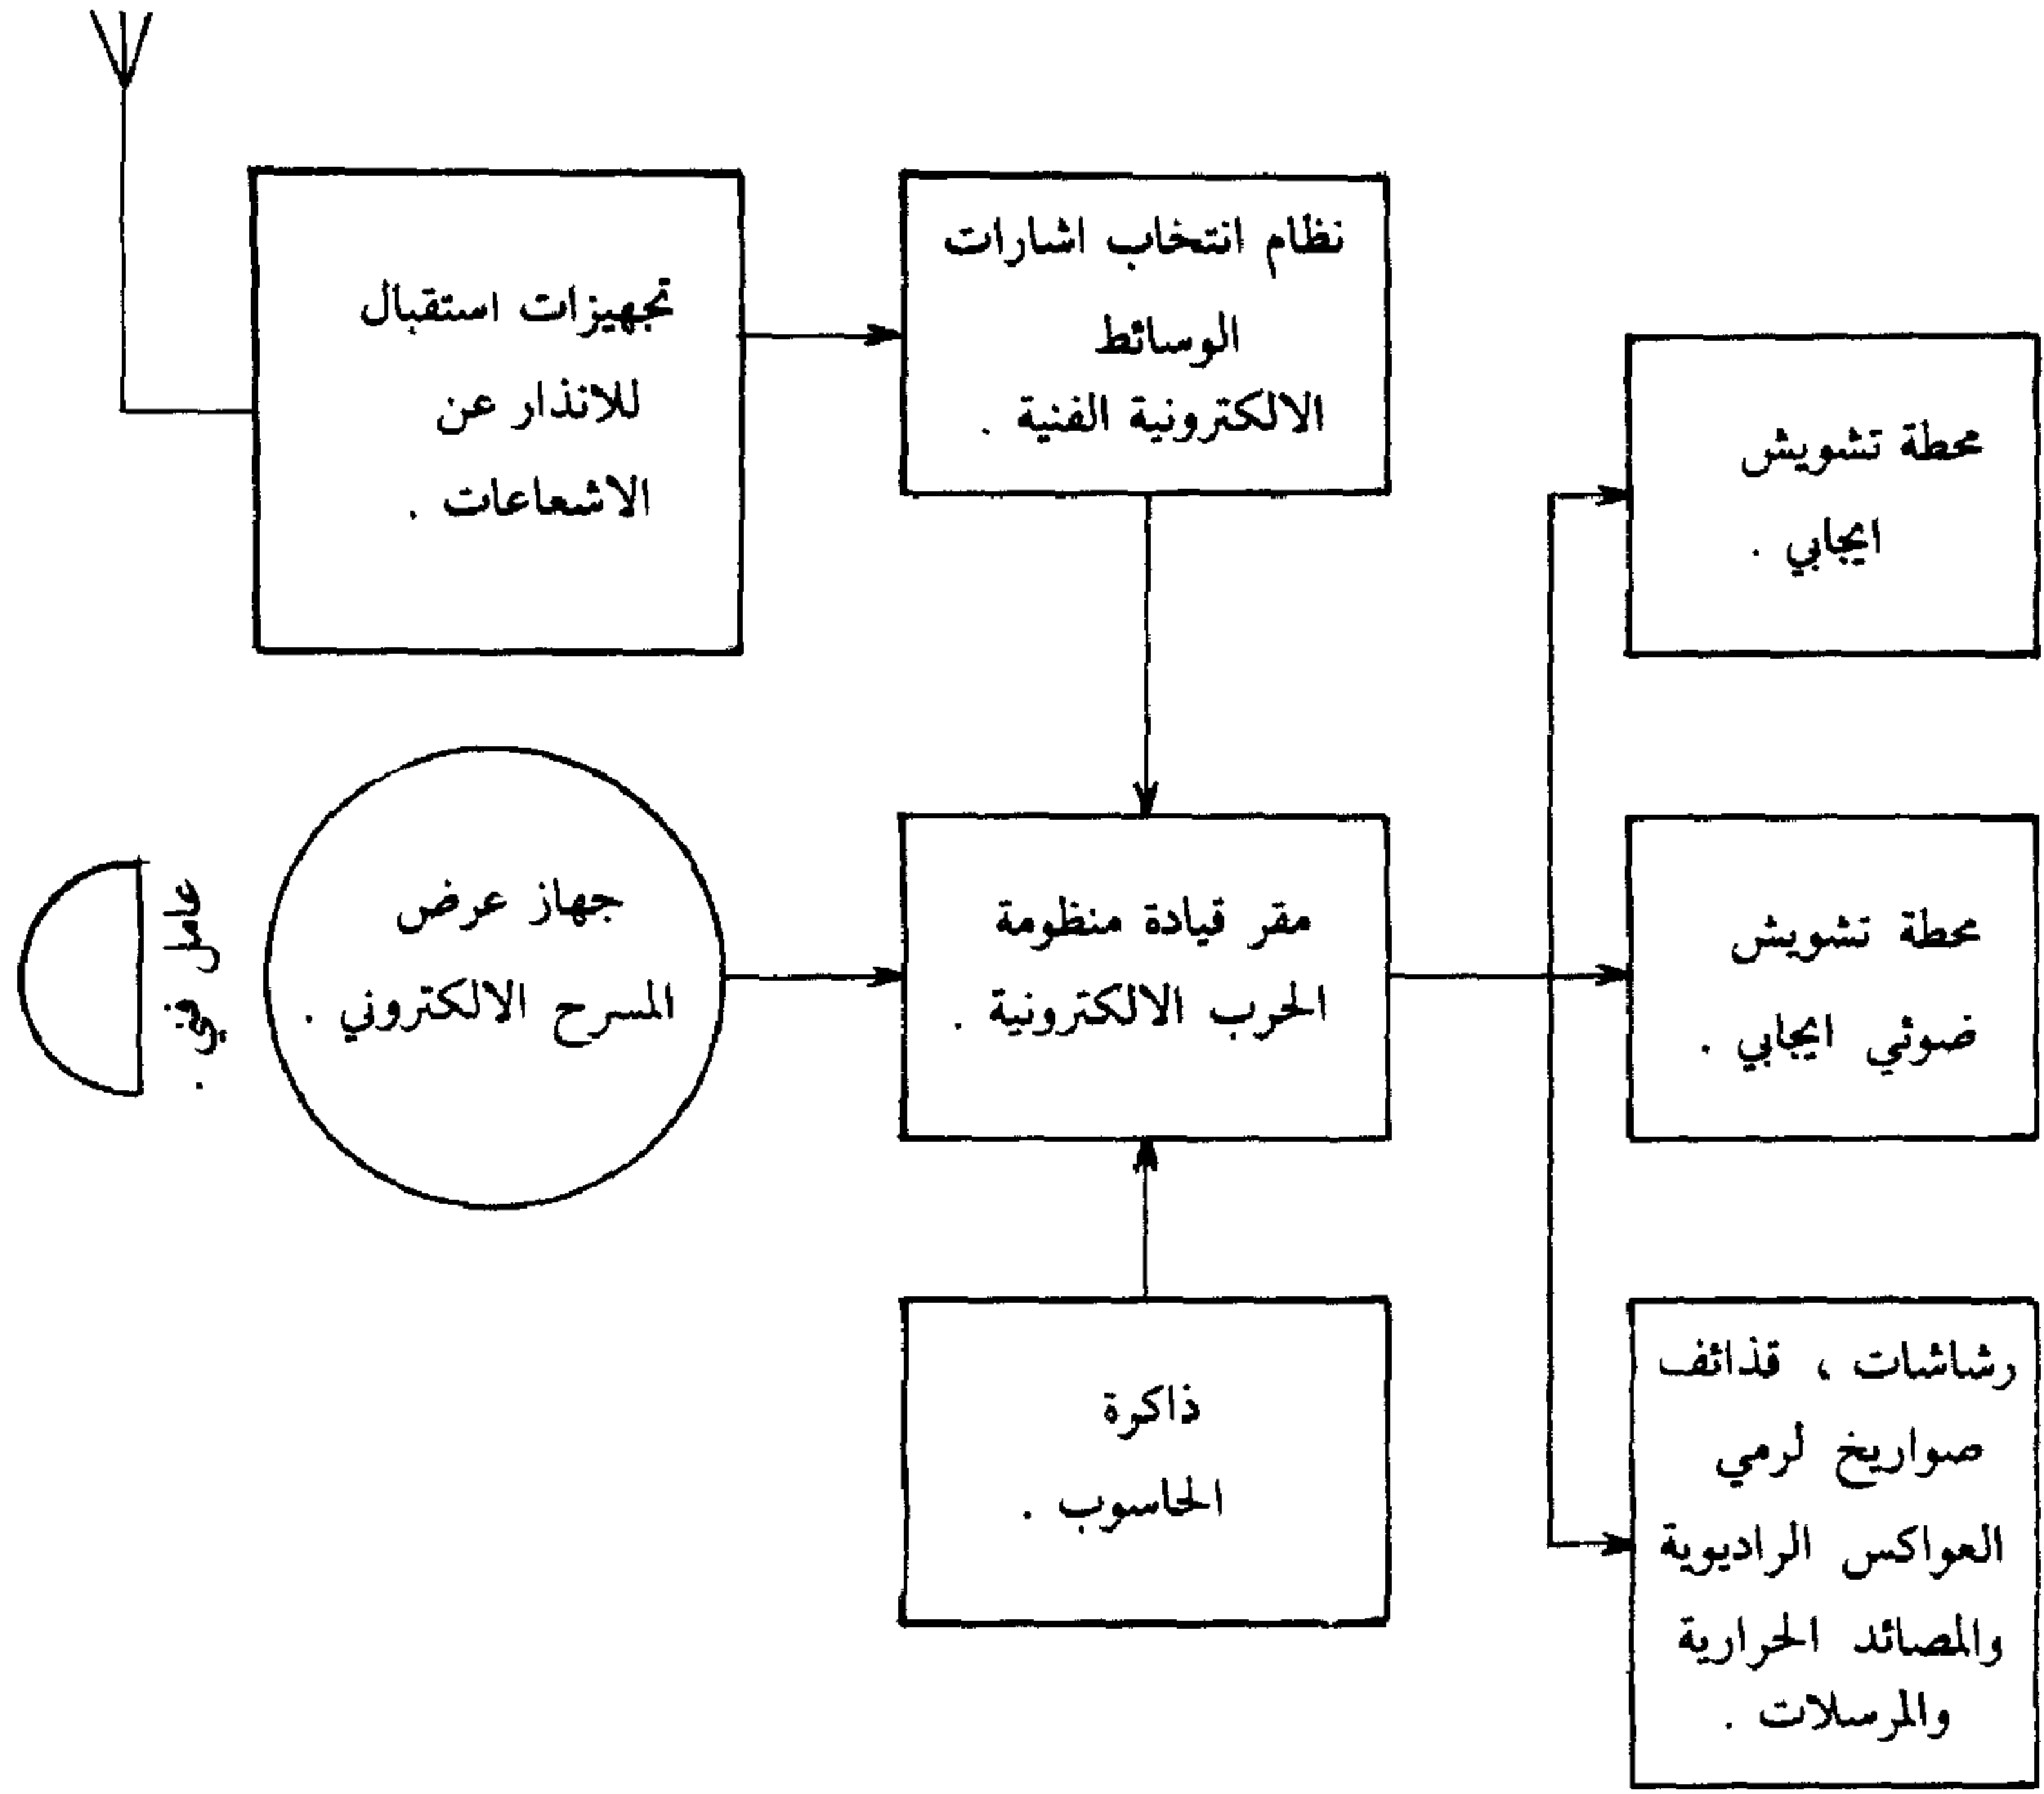 تجهيزات استقبال
للانذار عن
الاشعاعات .
نظام انتخاب اشارات
الوسائط
الالكترونية الفنية .
محطة تشويش
ايجابي .
عامل فني .
جهاز عرض
المسرح الالكتروني .
مقر قيادة منظومة
الحرب الالكترونية .
محطة تشويش
ضوئي ايجابي .
ذاكرة
الحاسوب .
رشاشات ، قذائف
صواريخ لرمي
العواكس الراديوية
والمصائد الحرارية
والمرسلات .